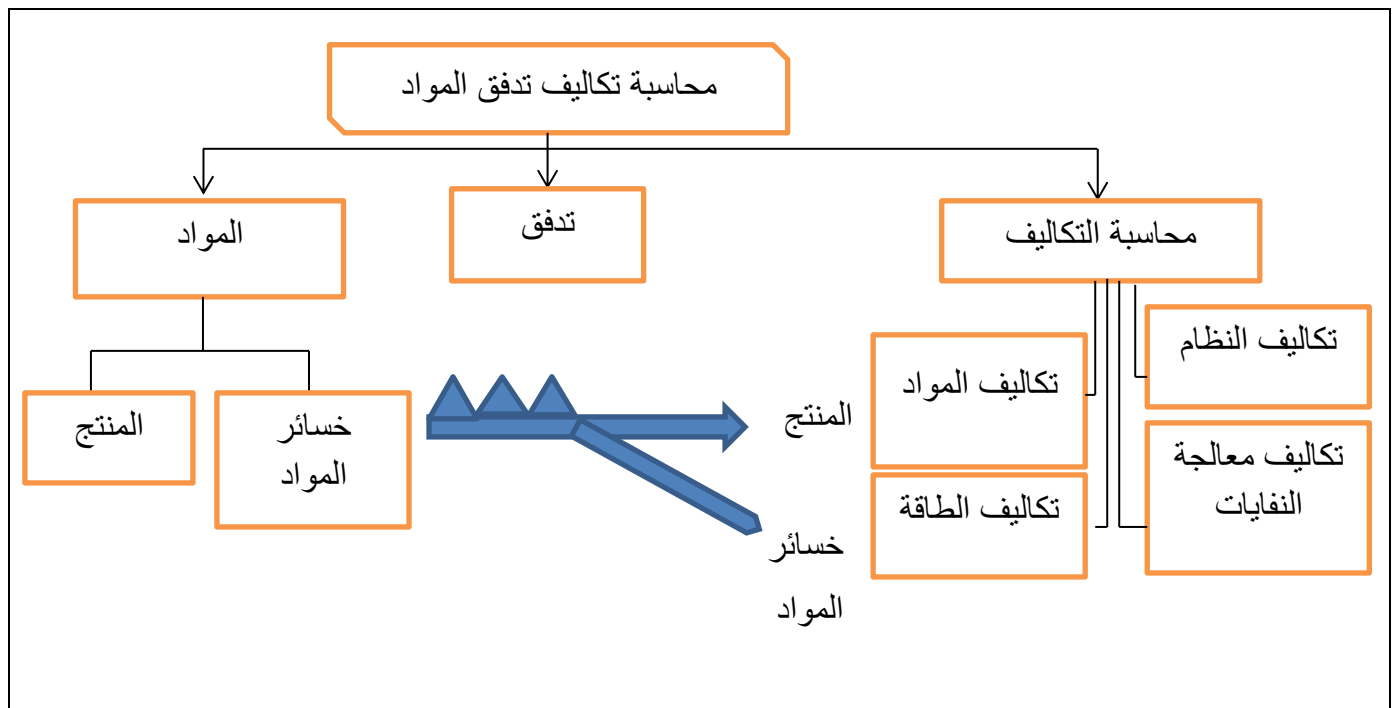 محاسبة تكاليف تدفق المواد
محاسبة التكاليف
تدفق
المواد
تكاليف النظام
تكاليف المواد
تكاليف معالجة
النفايات
تكاليف الطاقة
المنتج
خسائر
المواد
خسائر
المواد
المنتج